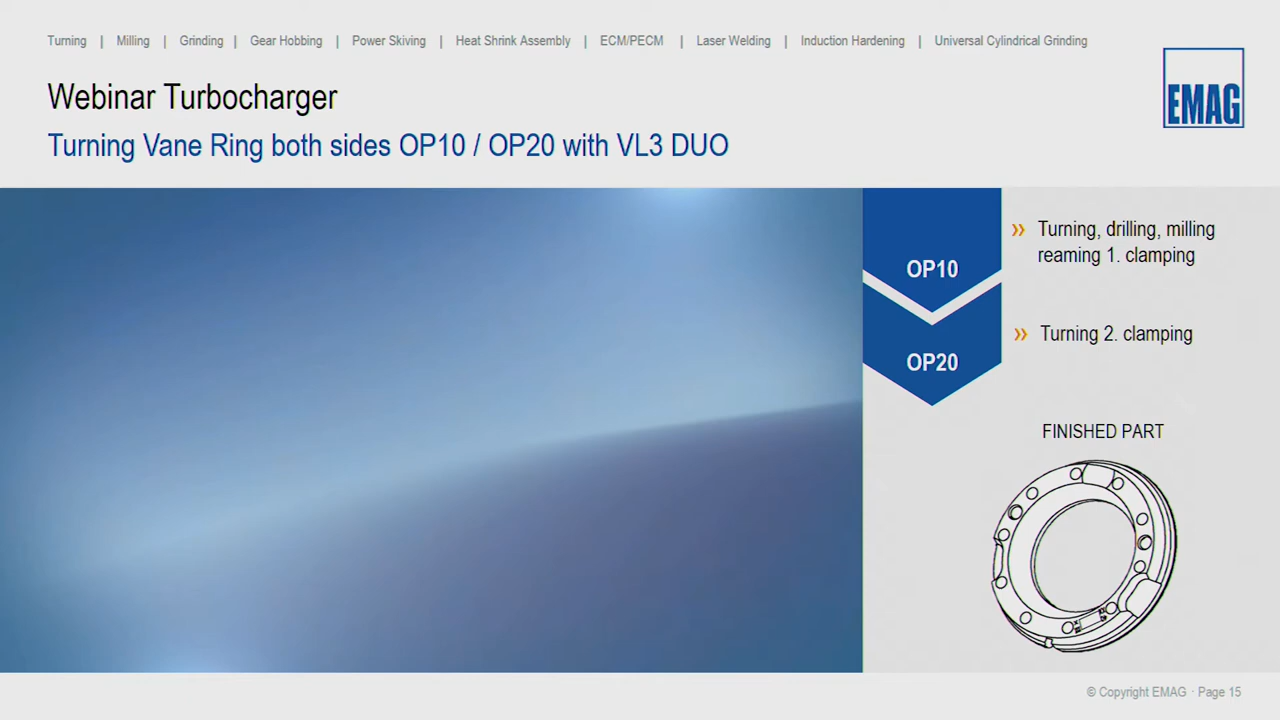 Turning | Milling | Grinding | Gear Hobbing | Power Skiving | Heat Shrink Assembly | ECM/PECM | Laser Welding | Induction Hardening | Universal Cylindrical Grinding
EMAG
Webinar Turbocharger
Turning Vane Ring both sides OP10 / OP20 with VL3 DUO
OP10
» Turning, drilling, milling
reaming 1. clamping
OP20
» Turning 2. clamping
FINISHED PART
© Copyright EMAG · Page 15